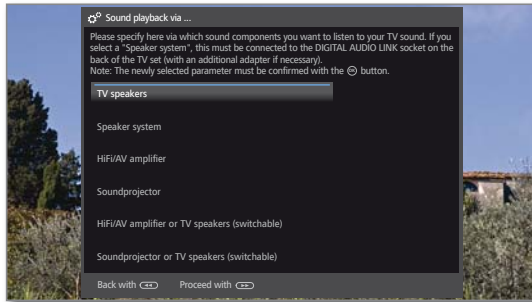 Sound playback via ...
Please specify here via which sound components you want to listen to your TV sound. If you
select a "Speaker system", this must be connected to the DIGITAL AUDIO LINK socket on the
back of the TV set (with an additional adapter if necessary).
Note: The newly selected parameter must be confirmed with the OK button.
TV speakers
Speaker system
HiFi/AV amplifier
Soundprojector
HiFi/AV amplifier or TV speakers (switchable)
Soundprojector or TV speakers (switchable)
Back with Proceed with